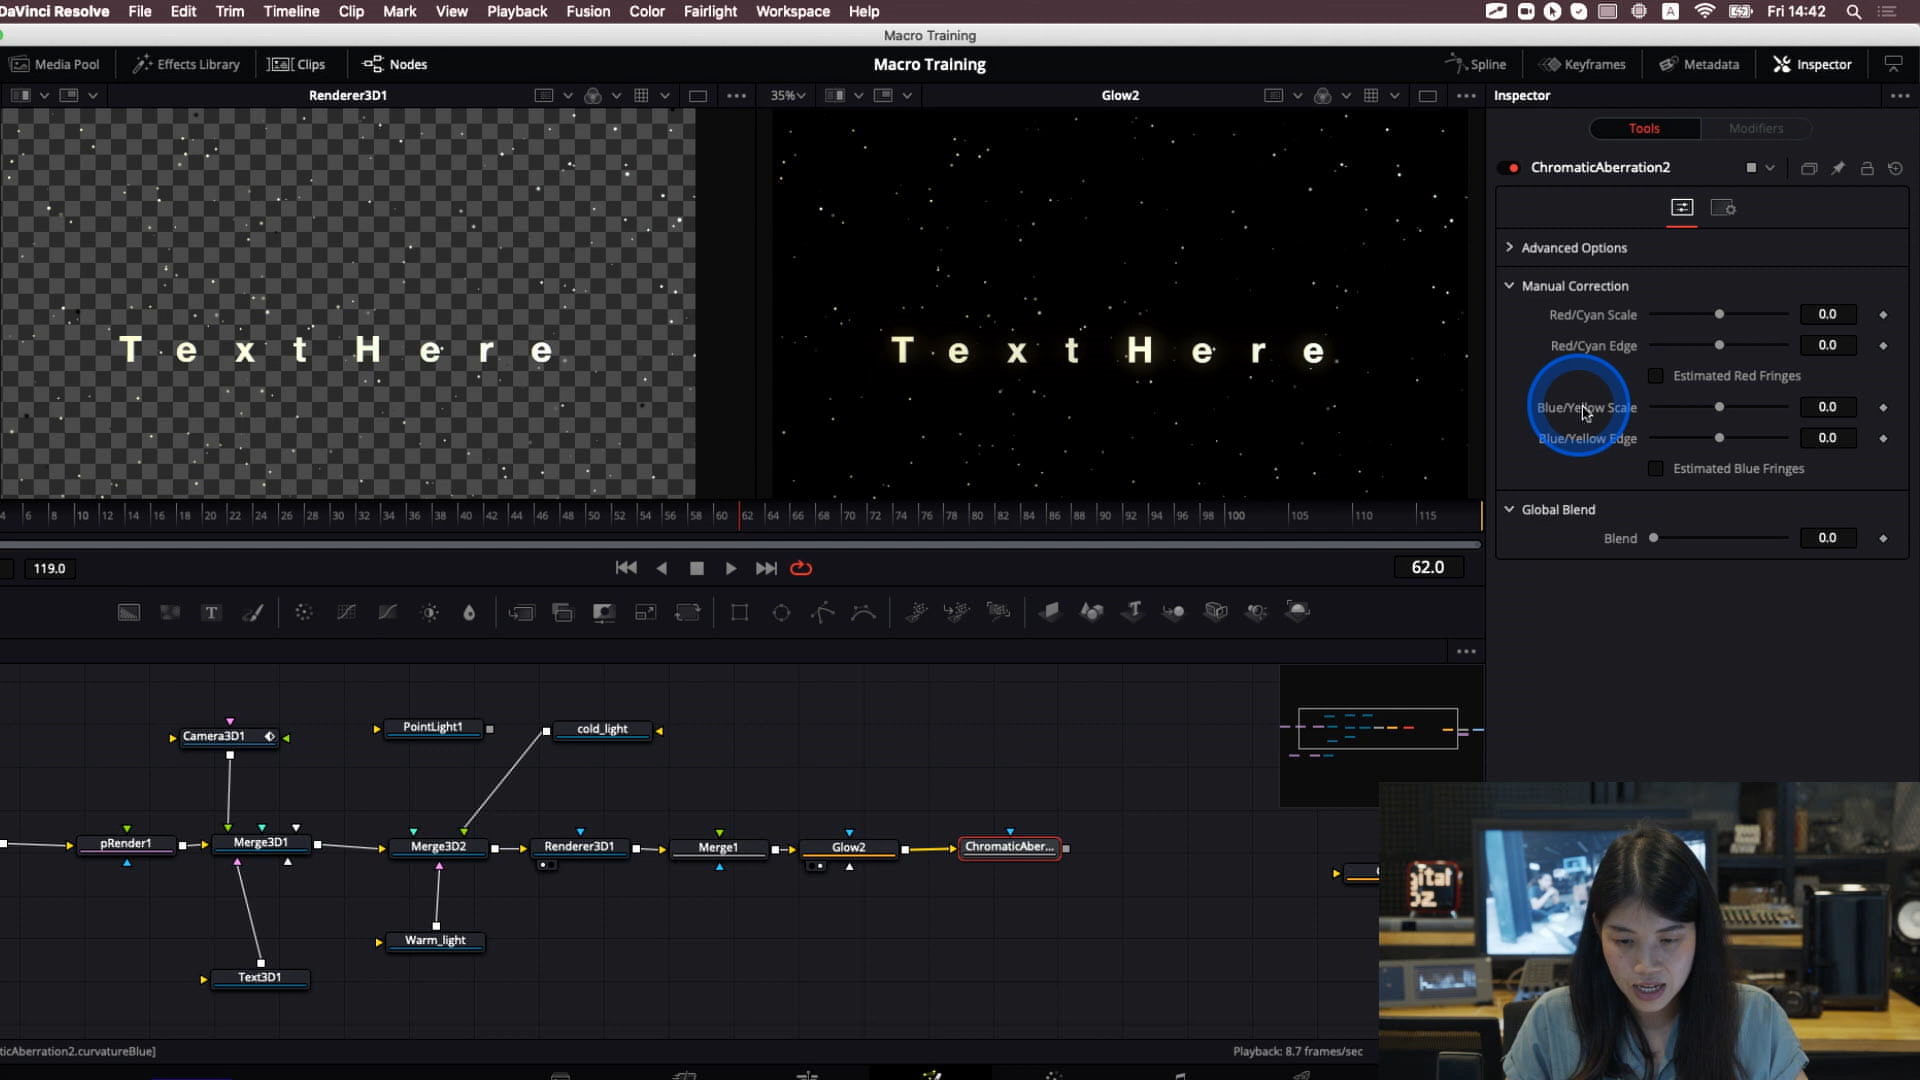 DaVinci Resolve File Edit Trim Timeline Clip Mark View Playback Fusion Color Fairlight Workspace Help A Fri 14:42
Macro Training
Media Pool Effects Library Clips Nodes Macro Training Spline Keyframes Metadata Inspector
Renderer3D1 35% Glow2 Inspector
Tools Modifiers
ChromaticAberration2
Advanced Options
Manual Correction
Red/Cyan Scale 0.0
Red/Cyan Edge 0.0
Estimated Red Fringes
Blue/Yellow Scale 0.0
Blue/Yellow Edge 0.0
Estimated Blue Fringes
Global Blend
Blend 0.0
Text Here
Text Here
4 6 8 10 12 14 16 18 20 22 24 26 28 30 32 34 36 38 40 42 44 46 48 50 52 54 56 58 60 62 64 66 68 70 72 74 76 78 80 82 84 86 88 90 92 94 96 98 100 105 110 115
119.0 62.0
T
Camera3D1 PointLight1 cold_light
pRender1 Merge3D1 Merge3D2 Renderer3D1 Merge1 Glow2 ChromaticAber...
Warm_light
Text3D1
ticAberration2.curvatureBlue] Playback: 8.7 frames/sec